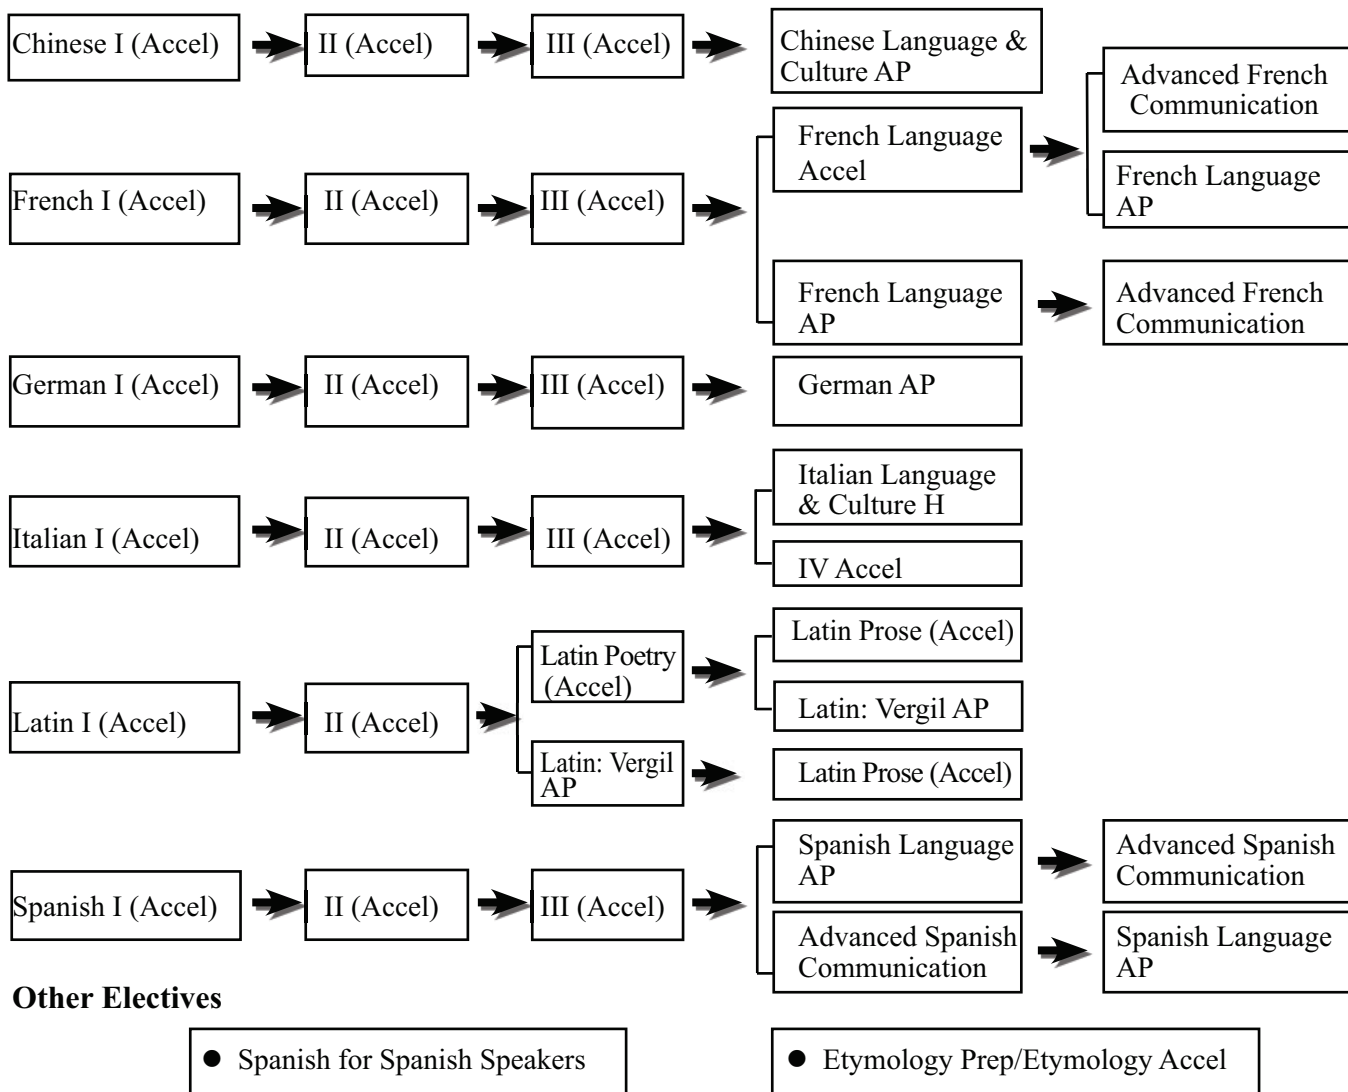 Chinese I (Accel)
II (Accel)
III (Accel)
Chinese Language &
Culture AP
French I (Accel)
II (Accel)
III (Accel)
French Language
Accel
Advanced French
Communication
French Language
AP
French Language
AP
Advanced French
Communication
German I (Accel)
II (Accel)
III (Accel)
German AP
Italian I (Accel)
II (Accel)
III (Accel)
Italian Language
& Culture H
IV Accel
Latin I (Accel)
II (Accel)
Latin Poetry
(Accel)
Latin Prose (Accel)
Latin: Vergil AP
Latin: Vergil
AP
Latin Prose (Accel)
Spanish I (Accel)
II (Accel)
III (Accel)
Spanish Language
AP
Advanced Spanish
Communication
Advanced Spanish
Communication
Spanish Language
AP
Other Electives
● Spanish for Spanish Speakers
● Etymology Prep/Etymology Accel